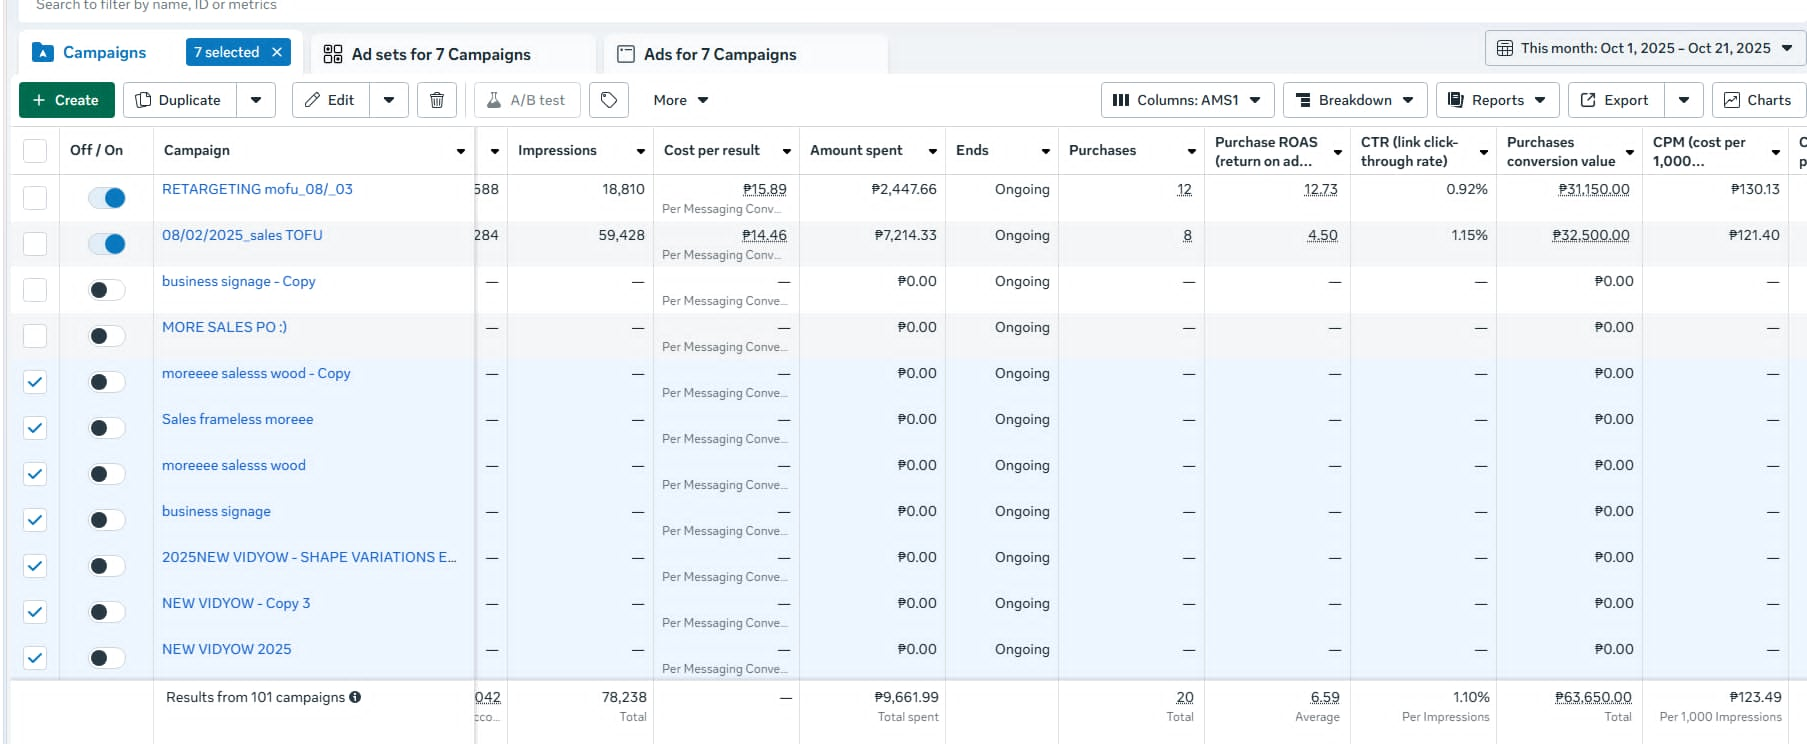 Search to filter by name, ID or metrics
Campaigns 7 selected × Ad sets for 7 Campaigns Ads for 7 Campaigns This month: Oct 1, 2025 – Oct 21, 2025
+ Create Duplicate Edit A/B test More Columns: AMS1 Breakdown Reports Export Charts
Off / On Campaign Impressions Cost per result Amount spent Ends Purchases Purchase ROAS (return on ad... CTR (link click-through rate) Purchases conversion value CPM (cost per 1,000...
RETARGETING mofu_08/_03 588 18,810 ₱15.89 ₱2,447.66 Ongoing 12 12.73 0.92% ₱31,150.00 ₱130.13
Per Messaging Conv...
08/02/2025_sales TOFU 284 59,428 ₱14.46 ₱7,214.33 Ongoing 8 4.50 1.15% ₱32,500.00 ₱121.40
Per Messaging Conv...
business signage - Copy — — — ₱0.00 Ongoing — — — ₱0.00 —
Per Messaging Conve...
MORE SALES PO :) — — — ₱0.00 Ongoing — — — ₱0.00 —
Per Messaging Conve...
moreeee salesss wood - Copy — — — ₱0.00 Ongoing — — — ₱0.00 —
Per Messaging Conve...
Sales frameless moreee — — — ₱0.00 Ongoing — — — ₱0.00 —
Per Messaging Conve...
moreeee salesss wood — — — ₱0.00 Ongoing — — — ₱0.00 —
Per Messaging Conve...
business signage — — — ₱0.00 Ongoing — — — ₱0.00 —
Per Messaging Conve...
2025NEW VIDYOW - SHAPE VARIATIONS E... — — — ₱0.00 Ongoing — — — ₱0.00 —
Per Messaging Conve...
NEW VIDYOW - Copy 3 — — — ₱0.00 Ongoing — — — ₱0.00 —
Per Messaging Conve...
NEW VIDYOW 2025 — — — ₱0.00 Ongoing — — — ₱0.00 —
Per Messaging Conve...
Results from 101 campaigns 042 78,238 — ₱9,661.99 20 6.59 1.10% ₱63,650.00 ₱123.49
cco... Total Total spent Total Average Per Impressions Total Per 1,000 Impressions